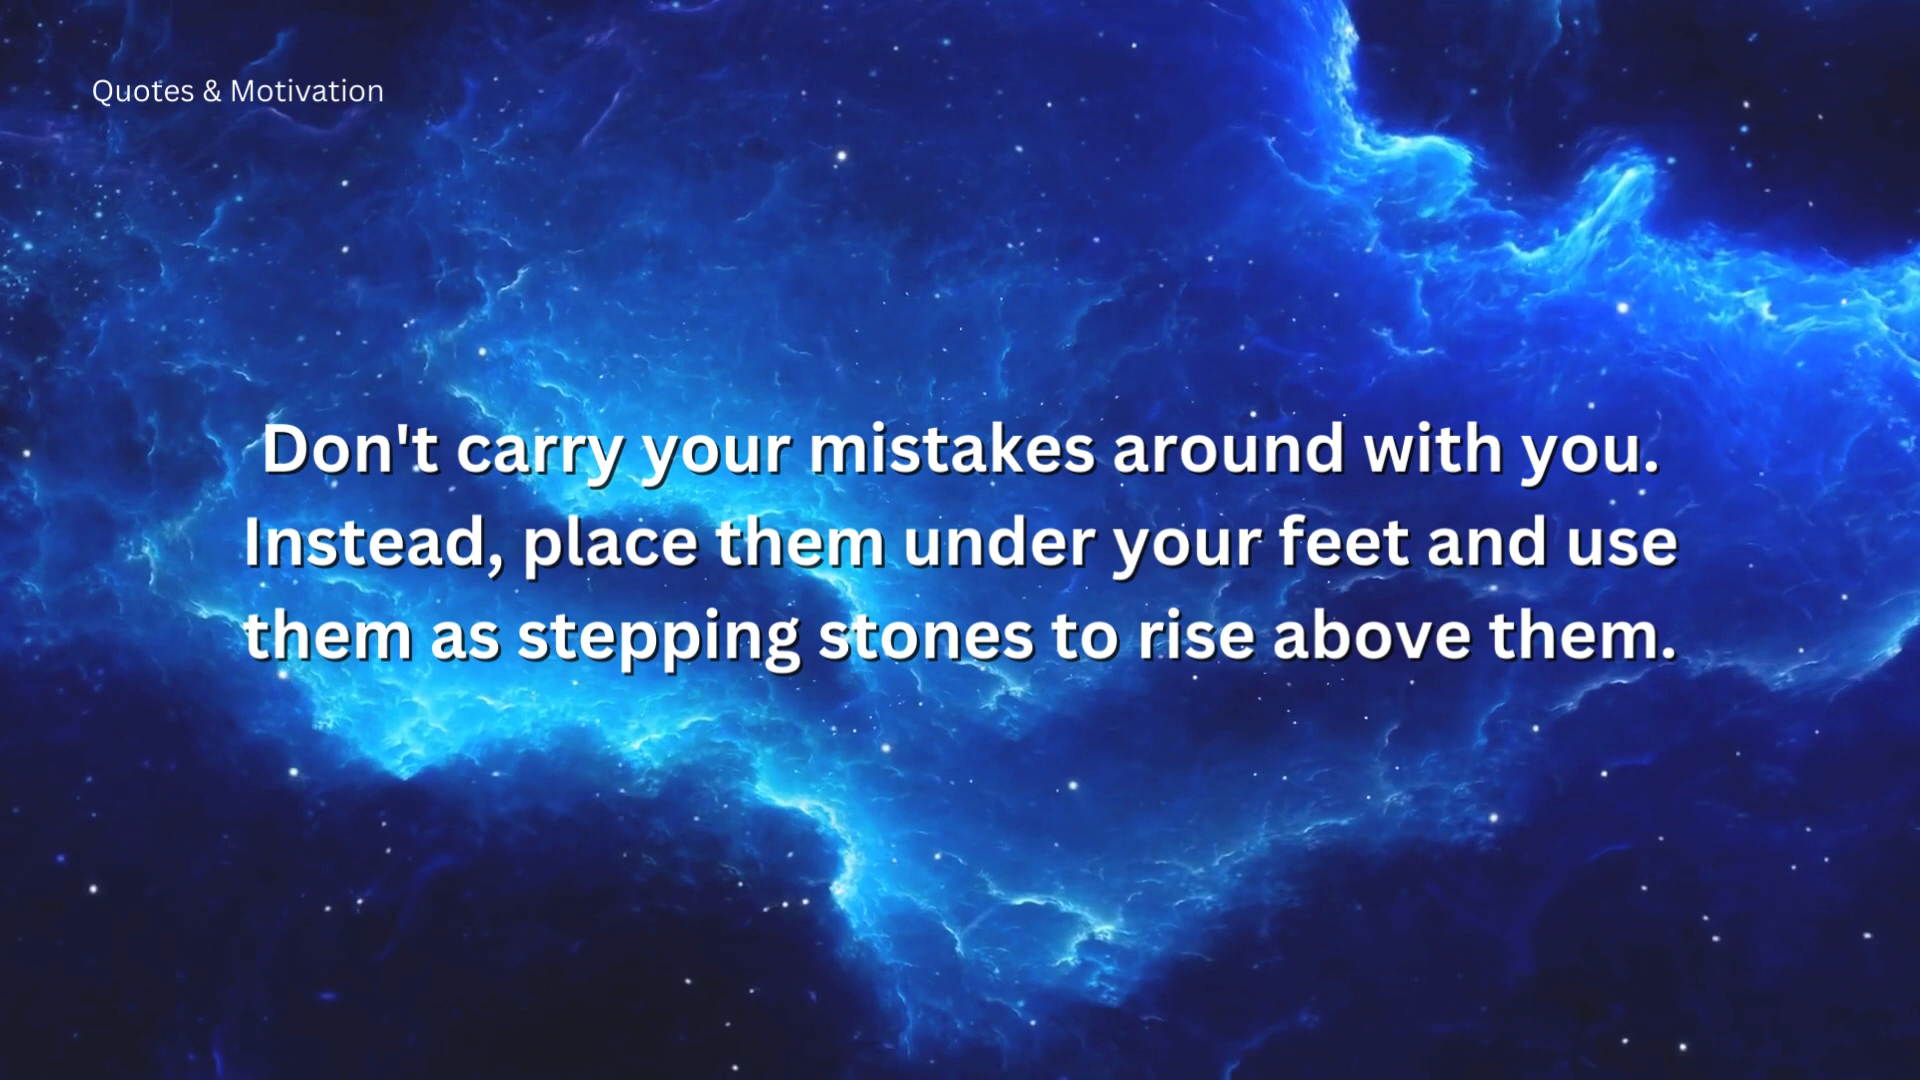 Quotes & Motivation
Don't carry your mistakes around with you.
Instead, place them under your feet and use
them as stepping stones to rise above them.